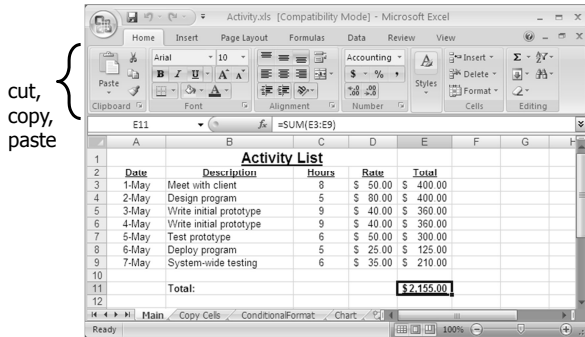 Activity.xls [Compatibility Mode] - Microsoft Excel
Home Insert Page Layout Formulas Data Review View
cut,
copy,
paste
Paste
Clipboard
Arial 10
B I U A A
A
Font
Alignment
Accounting
$ % ,
Number
A
Styles
Insert
Delete
Format
Cells
Σ
Editing
E11 fx =SUM(E3:E9)
A B C D E F G H
1 Activity List
2 Date Description Hours Rate Total
3 1-May Meet with client 8 $ 50.00 $ 400.00
4 2-May Design program 5 $ 80.00 $ 400.00
5 3-May Write initial prototype 9 $ 40.00 $ 360.00
6 4-May Write initial prototype 9 $ 40.00 $ 360.00
7 5-May Test prototype 6 $ 50.00 $ 300.00
8 6-May Deploy program 5 $ 25.00 $ 125.00
9 7-May System-wide testing 6 $ 35.00 $ 210.00
10
11 Total: $2,155.00
12
Main Copy Cells ConditionalFormat Chart
Ready 100%